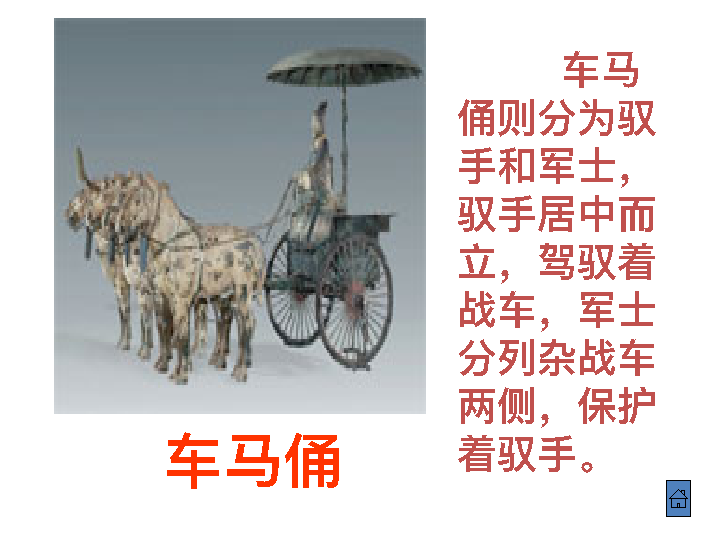 车马
俑则分为驭
手和军士，
驭手居中而
立，驾驭着
战车，军士
分列杂战车
两侧，保护
着驭手。
车马俑